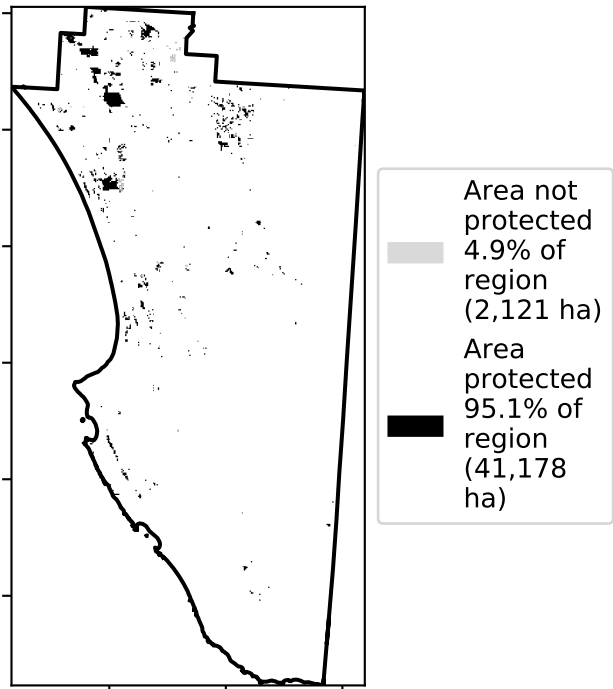 Area not
protected
4.9% of
region
(2,121 ha)
Area
protected
95.1% of
region
(41,178
ha)